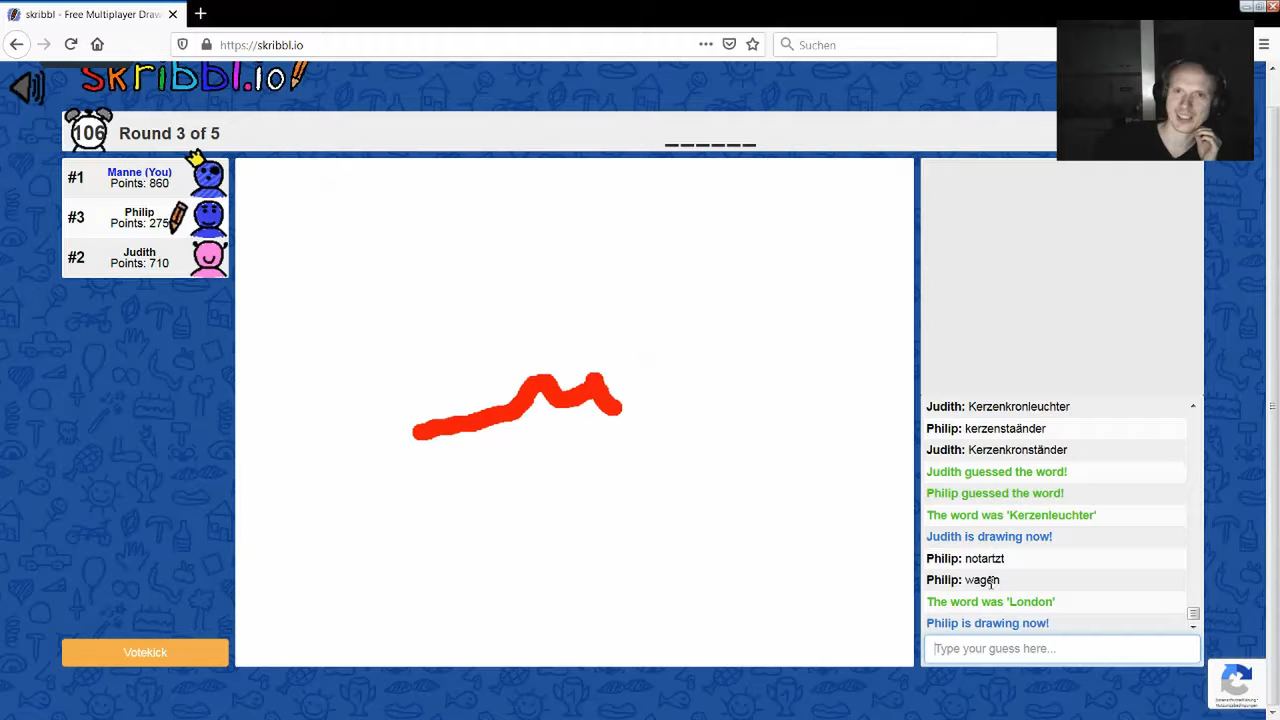 skribbl - Free Multiplayer Draw
https://skribbl.io
Suchen
skribbl.io!
106
Round 3 of 5
_ _ _ _ _ _
#1
Manne (You)
Points: 860
#3
Philip
Points: 275
#2
Judith
Points: 710
Judith: Kerzenkronleuchter
Philip: kerzenstaänder
Judith: Kerzenkronständer
Judith guessed the word!
Philip guessed the word!
The word was 'Kerzenleuchter'
Judith is drawing now!
Philip: notartzt
Philip: wagen
The word was 'London'
Philip is drawing now!
Type your guess here...
Votekick